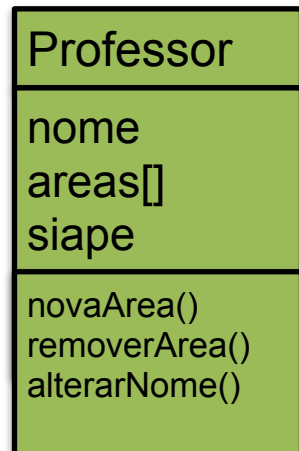 Professor
nome
areas[]
siape
novaArea()
removerArea()
alterarNome()